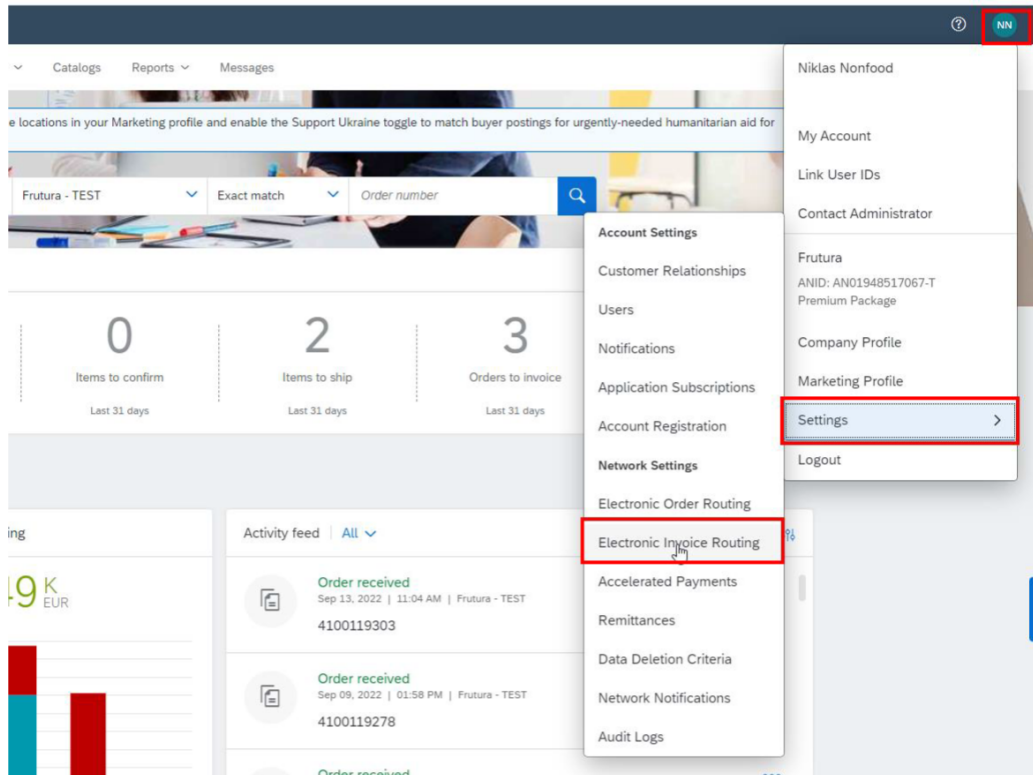 NN
Catalogs
Reports
Messages
e locations in your Marketing profile and enable the Support Ukraine toggle to match buyer postings for urgently-needed humanitarian aid for
Frutura - TEST
Exact match
Order number
0
Items to confirm
Last 31 days
2
Items to ship
Last 31 days
3
Orders to invoice
Last 31 days
ing
9 K
EUR
Activity feed
All
Order received
Sep 13, 2022 | 11:04 AM | Frutura - TEST
4100119303
Order received
Sep 09, 2022 | 01:58 PM | Frutura - TEST
4100119278
Order received
Account Settings
Customer Relationships
Users
Notifications
Application Subscriptions
Account Registration
Network Settings
Electronic Order Routing
Electronic Invoice Routing
Accelerated Payments
Remittances
Data Deletion Criteria
Network Notifications
Audit Logs
Niklas Nonfood
My Account
Link User IDs
Contact Administrator
Frutura
ANID: AN01948517067-T
Premium Package
Company Profile
Marketing Profile
Settings
Logout